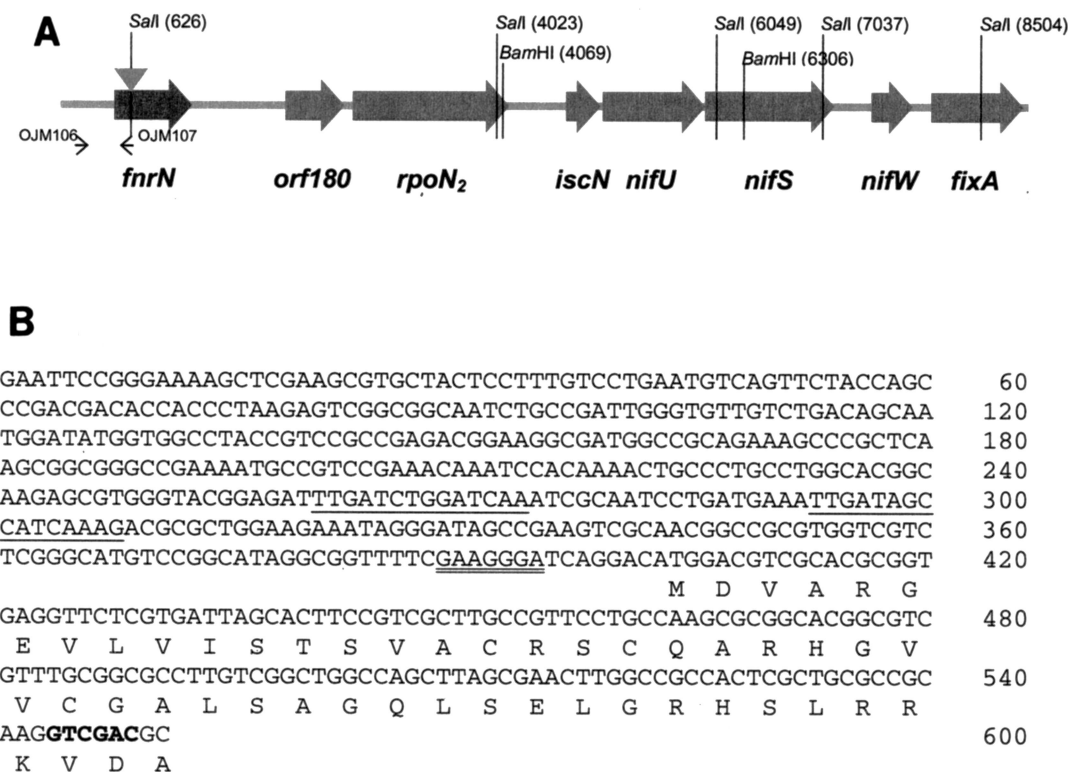 A
SalI (626)
SalI (4023)
BamHI (4069)
SalI (6049)
BamHI (6306)
SalI (7037)
SalI (8504)
OJM106
OJM107
fnrN orf180 rpoN₂ iscN nifU nifS nifW fixA
B
GAATTCCGGGAAAAGCTCGAAGCGTGCTACTCCTTTGTCCTGAATGTCAGTTCTACCAGC 60
CCGACGACACCACCCTAAGAGTCGGCGGCAATCTGCCGATTGGGTGTTGTCTGACAGCAA 120
TGGATATGGTGGCCTACCGTCCGCCGAGACGGAAGGCGATGGCCGCAGAAAGCCCGCTCA 180
AGCGGCGGGCCGAAAATGCCGTCCGAAACAAATCCACAAAACTGCCCTGCCTGGCACGGC 240
AAGAGCGTGGGTACGGAGATTTGATCTGGATCAAATCGCAATCCTGATGAAATTGATAGC 300
CATCAAAGACGCGCTGGAAGAAATAGGGATAGCCGAAGTCGCAACGGCCGCGTGGTCGTC 360
TCGGGCATGTCCGGCATAGGCGGTTTTCGAAGGGATCAGGACATGGACGTCGCACGCGGT 420
M D V A R G
GAGGTTCTCGTGATTAGCACTTCCGTCGCTTGCCGTTCCTGCCAAGCGCGGCACGGCGTC 480
E V L V I S T S V A C R S C Q A R H G V
GTTTGCGGCGCCTTGTCGGCTGGCCAGCTTAGCGAACTTGGCCGCCACTCGCTGCGCCGC 540
V C G A L S A G Q L S E L G R H S L R R
AAGGTCGACGC 600
K V D A